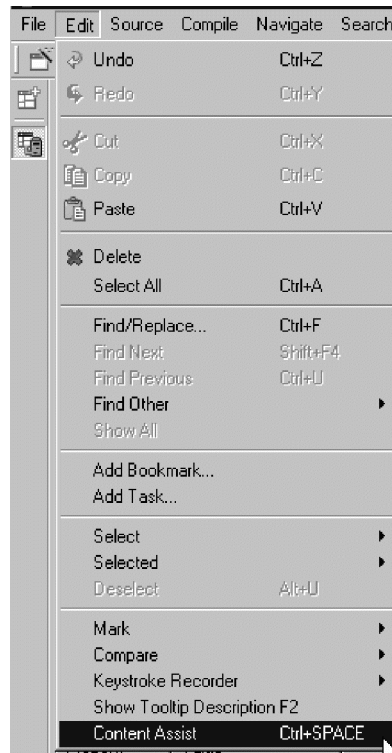 File Edit Source Compile Navigate Search
Undo Ctrl+Z
Redo Ctrl+Y
Cut Ctrl+X
Copy Ctrl+C
Paste Ctrl+V
Delete
Select All Ctrl+A
Find/Replace... Ctrl+F
Find Next Shift+F4
Find Previous Ctrl+U
Find Other
Show All
Add Bookmark...
Add Task...
Select
Selected
Deselect Alt+U
Mark
Compare
Keystroke Recorder
Show Tooltip Description F2
Content Assist Ctrl+SPACE